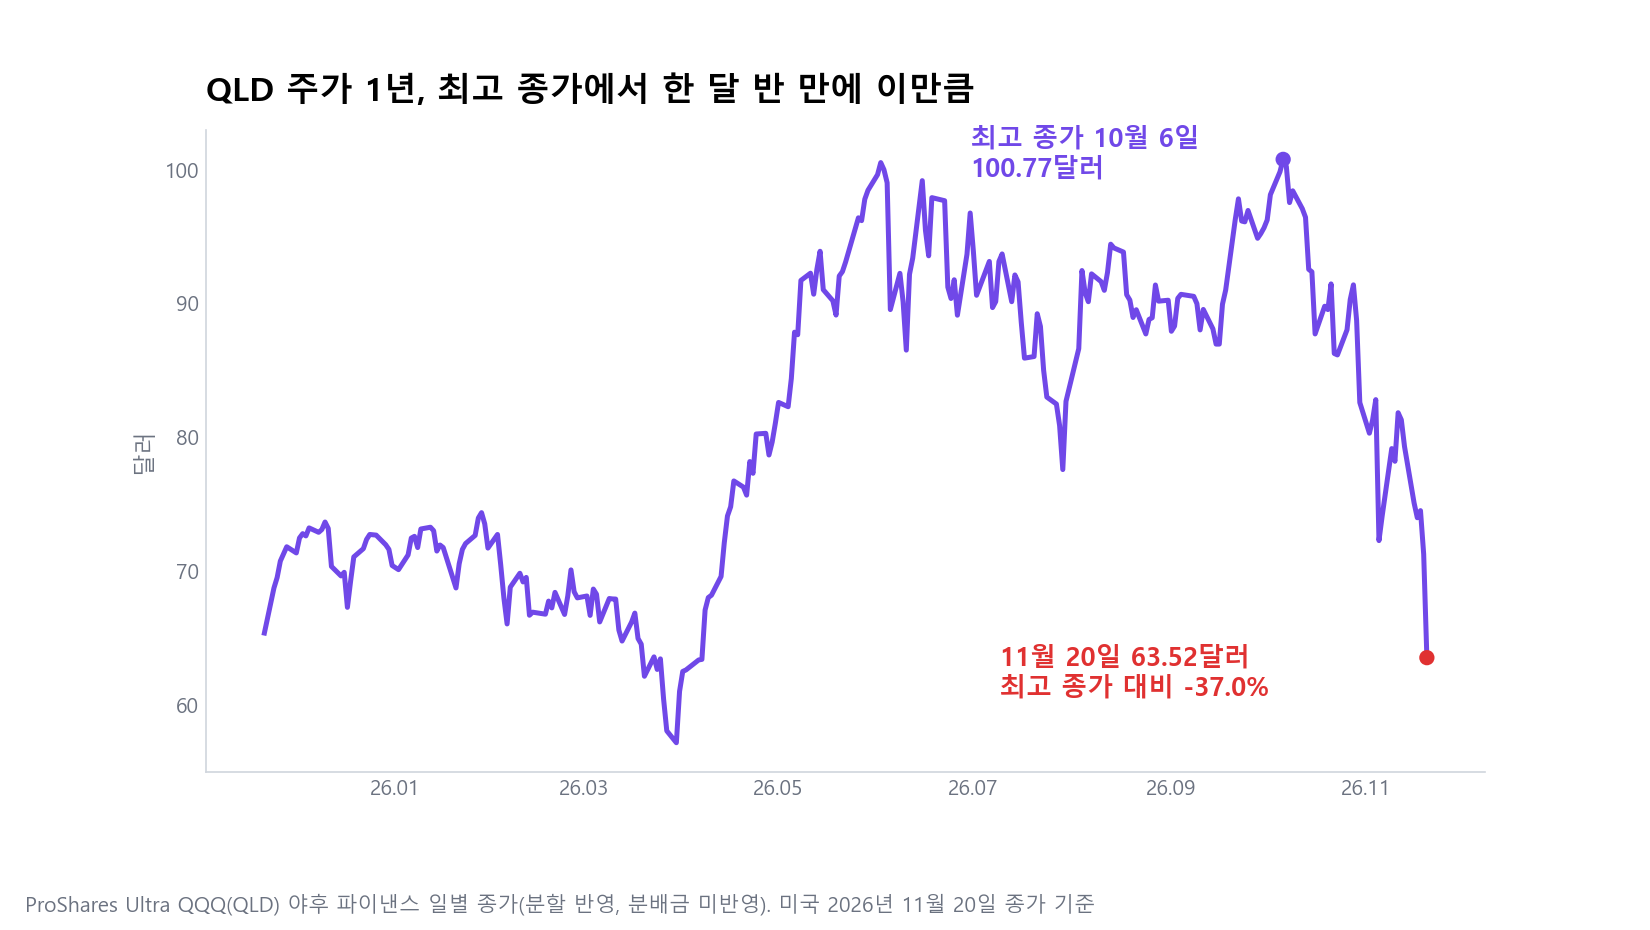 QLD 주가 1년, 최고 종가에서 한 달 반 만에 이만큼
최고 종가 10월 6일
100.77달러
100
90
80
70
60
달러
11월 20일 63.52달러
최고 종가 대비 -37.0%
26.01
26.03
26.05
26.07
26.09
26.11
ProShares Ultra QQQ(QLD) 야후 파이낸스 일별 종가(분할 반영, 분배금 미반영). 미국 2026년 11월 20일 종가 기준